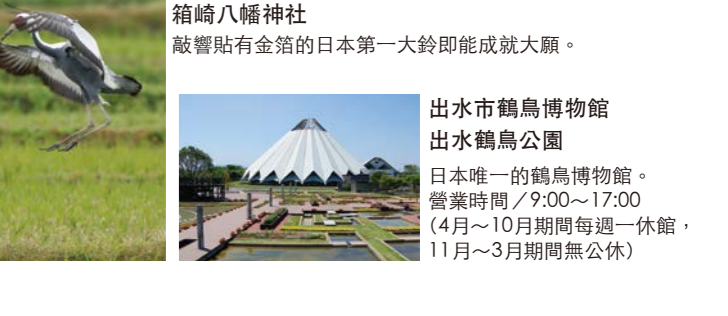 箱崎八幡神社
敲響貼有金箔的日本第一大鈴即能成就大願。
出水市鶴鳥博物館
出水鶴鳥公園
日本唯一的鶴鳥博物館。
營業時間／9:00～17:00
(4月～10月期間每週一休館，
11月～3月期間無公休)